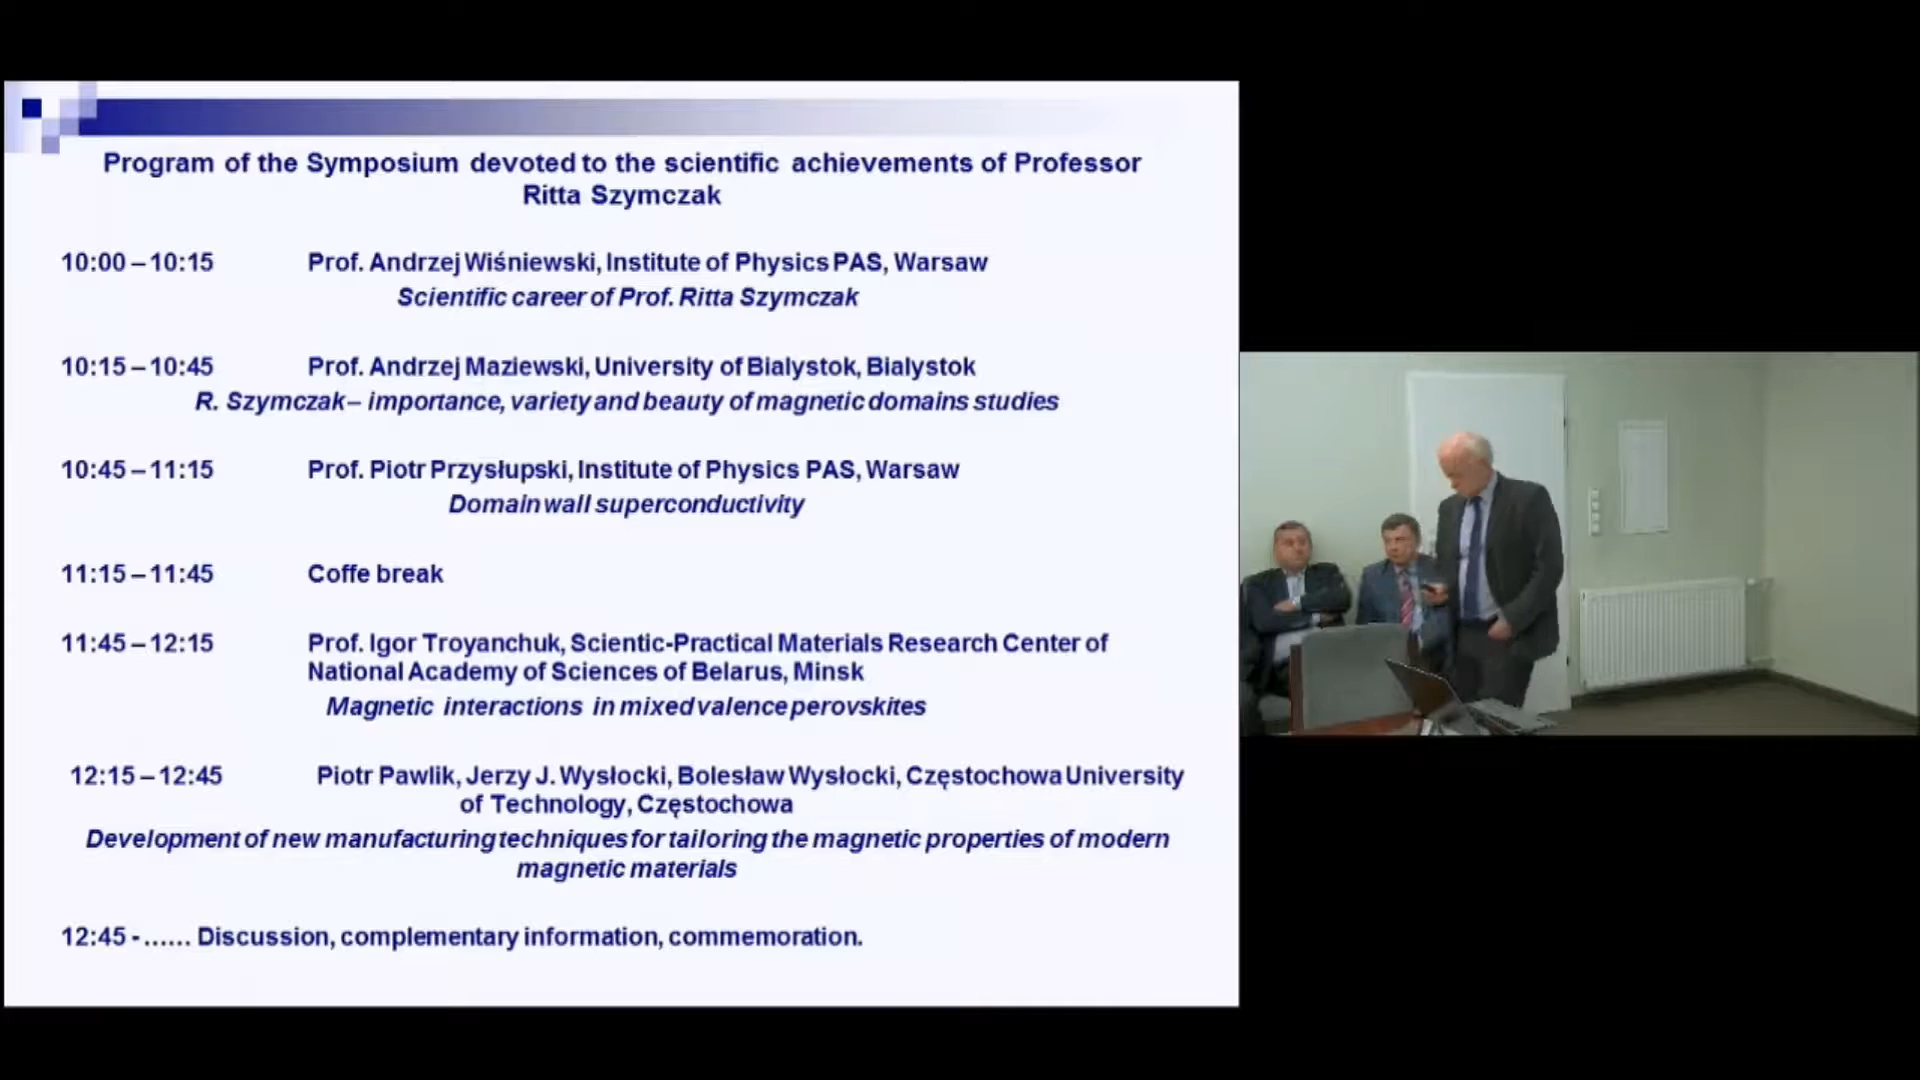 Program of the Symposium devoted to the scientific achievements of Professor
Ritta Szymczak
10:00 – 10:15 Prof. Andrzej Wiśniewski, Institute of Physics PAS, Warsaw
Scientific career of Prof. Ritta Szymczak
10:15 – 10:45 Prof. Andrzej Maziewski, University of Bialystok, Bialystok
R. Szymczak – importance, variety and beauty of magnetic domains studies
10:45 – 11:15 Prof. Piotr Przysłupski, Institute of Physics PAS, Warsaw
Domain wall superconductivity
11:15 – 11:45 Coffe break
11:45 – 12:15 Prof. Igor Troyanchuk, Scientic-Practical Materials Research Center of
National Academy of Sciences of Belarus, Minsk
Magnetic interactions in mixed valence perovskites
12:15 – 12:45 Piotr Pawlik, Jerzy J. Wysłocki, Bolesław Wysłocki, Częstochowa University
of Technology, Częstochowa
Development of new manufacturing techniques for tailoring the magnetic properties of modern
magnetic materials
12:45 - …… Discussion, complementary information, commemoration.